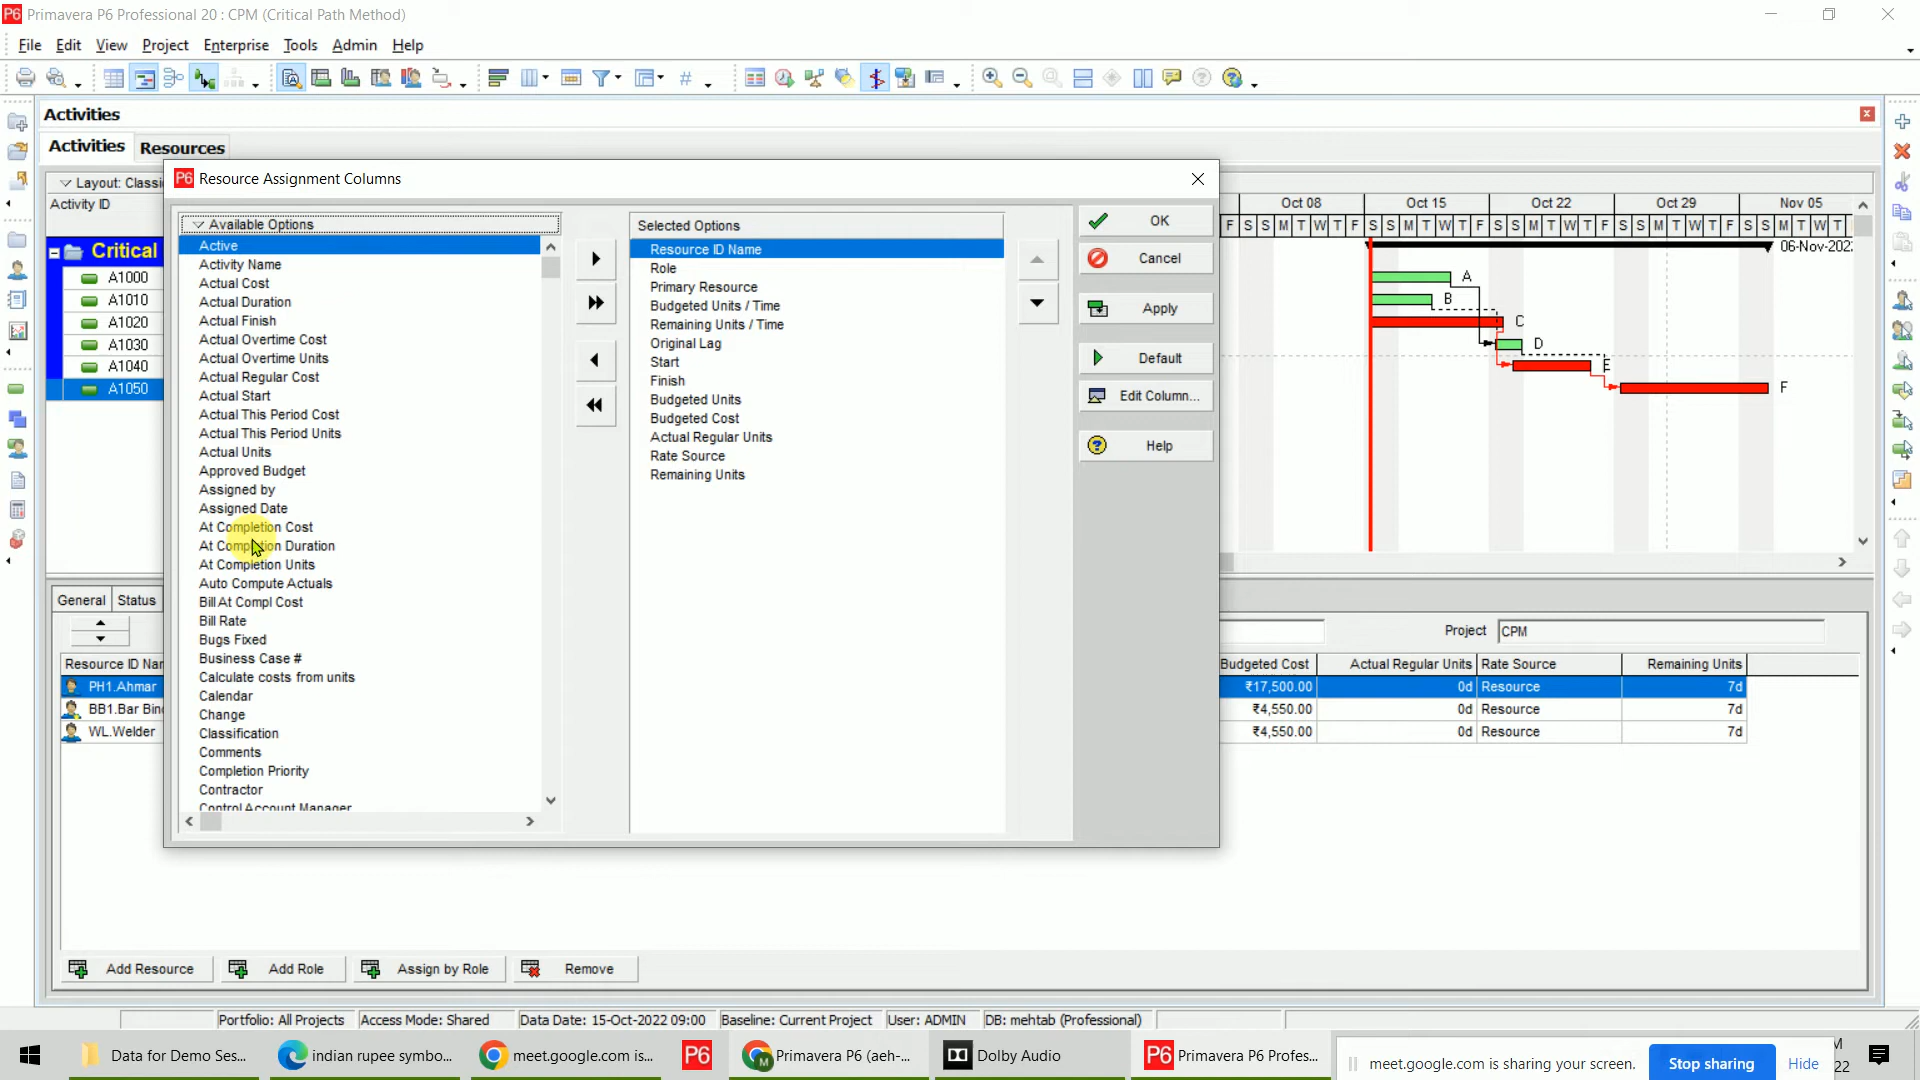 P6 Primavera P6 Professional 20 : CPM (Critical Path Method)
File Edit View Project Enterprise Tools Admin Help
Activities
Activities Resources
Layout: Classi
Activity ID
Critical
A1000
A1010
A1020
A1030
A1040
A1050
P6 Resource Assignment Columns
Available Options
Active
Activity Name
Actual Cost
Actual Duration
Actual Finish
Actual Overtime Cost
Actual Overtime Units
Actual Regular Cost
Actual Start
Actual This Period Cost
Actual This Period Units
Actual Units
Approved Budget
Assigned by
Assigned Date
At Completion Cost
At Completion Duration
At Completion Units
Auto Compute Actuals
Bill At Compl Cost
Bill Rate
Bugs Fixed
Business Case #
Calculate costs from units
Calendar
Change
Classification
Comments
Completion Priority
Contractor
Control Account Manager
Selected Options
Resource ID Name
Role
Primary Resource
Budgeted Units / Time
Remaining Units / Time
Original Lag
Start
Finish
Budgeted Units
Budgeted Cost
Actual Regular Units
Rate Source
Remaining Units
OK
Cancel
Apply
Default
Edit Column...
Help
Oct 08 Oct 15 Oct 22 Oct 29 Nov 05
F S S M T W T F S S M T W T F S S M T W T F S S M T W T F S S M T W T
06-Nov-202
A
B
C
D
E
F
General Status
Project CPM
Resource ID Nar Budgeted Cost Actual Regular Units Rate Source Remaining Units
PH1.Ahmar ₹17,500.00 0d Resource 7d
BB1.Bar Bin ₹4,550.00 0d Resource 7d
WL.Welder ₹4,550.00 0d Resource 7d
Add Resource Add Role Assign by Role Remove
Portfolio: All Projects Access Mode: Shared Data Date: 15-Oct-2022 09:00 Baseline: Current Project User: ADMIN DB: mehtab (Professional)
Data for Demo Ses... indian rupee symbo... meet.google.com is... P6 Primavera P6 (aeh-... Dolby Audio P6 Primavera P6 Profes... meet.google.com is sharing your screen. Stop sharing Hide
M
22